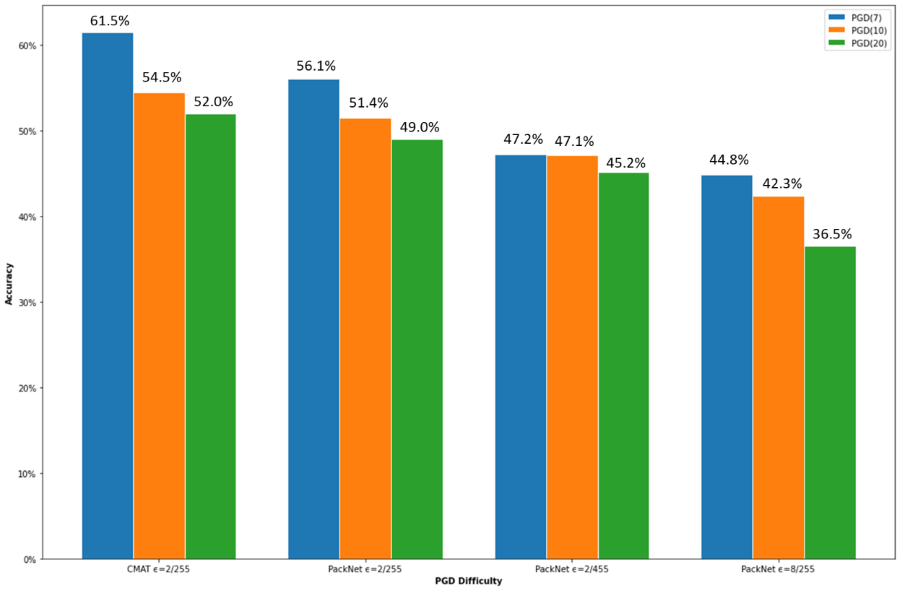 61.5%
54.5%
52.0%
56.1%
51.4%
49.0%
47.2%
47.1%
45.2%
44.8%
42.3%
36.5%
PGD(7)
PGD(10)
PGD(20)
60%
50%
40%
30%
20%
10%
0%
Accuracy
CMAT ϵ=2/255
PackNet ϵ=2/255
PackNet ϵ=2/455
PackNet ϵ=8/255
PGD Difficulty